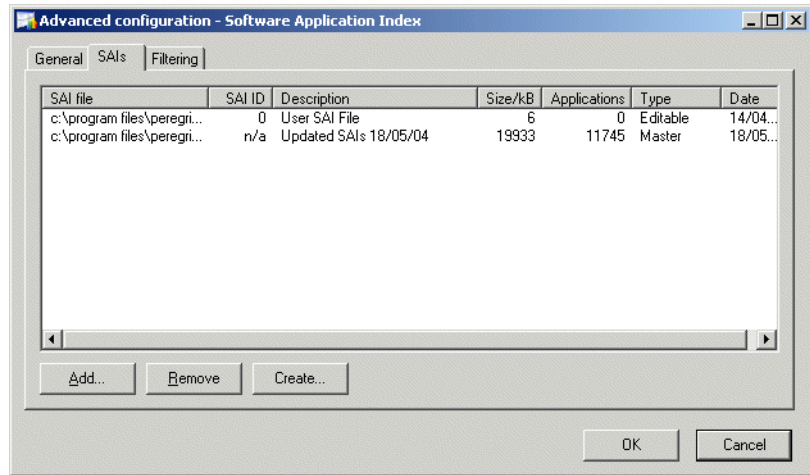 Advanced configuration - Software Application Index
General SAIs Filtering
SAI file SAI ID Description Size/kB Applications Type Date
c:\program files\peregri... 0 User SAI File 6 0 Editable 14/04...
c:\program files\peregri... n/a Updated SAIs 18/05/04 19933 11745 Master 18/05...
Add... Remove Create...
OK Cancel